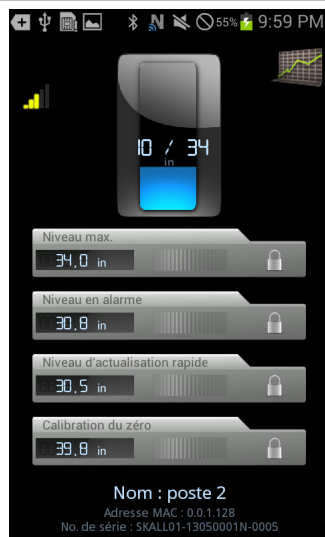 55% 9:59 PM
10 / 34
in
Niveau max.
34,0 in
Niveau en alarme
30,8 in
Niveau d'actualisation rapide
30,5 in
Calibration du zéro
39,8 in
Nom : poste 2
Adresse MAC : 0.0.1.128
No. de série : SKALL01-13050001N-0005